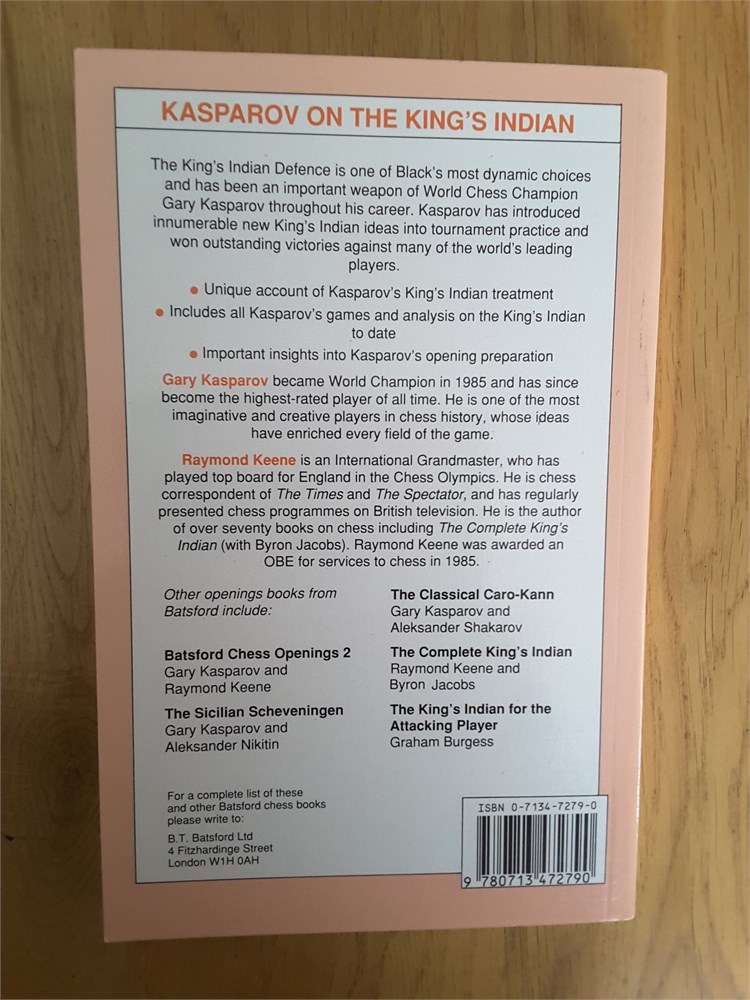 KASPAROV ON THE KING'S INDIAN
The King's Indian Defence is one of Black's most dynamic choices
and has been an important weapon of World Chess Champion
Gary Kasparov throughout his career. Kasparov has introduced
innumerable new King's Indian ideas into tournament practice and
won outstanding victories against many of the world's leading
players.
● Unique account of Kasparov's King's Indian treatment
● Includes all Kasparov's games and analysis on the King's Indian
to date
● Important insights into Kasparov's opening preparation
Gary Kasparov became World Champion in 1985 and has since
become the highest-rated player of all time. He is one of the most
imaginative and creative players in chess history, whose ideas
have enriched every field of the game.
Raymond Keene is an International Grandmaster, who has
played top board for England in the Chess Olympics. He is chess
correspondent of The Times and The Spectator, and has regularly
presented chess programmes on British television. He is the author
of over seventy books on chess including The Complete King's
Indian (with Byron Jacobs). Raymond Keene was awarded an
OBE for services to chess in 1985.
Other openings books from
Batsford include:
Batsford Chess Openings 2
Gary Kasparov and
Raymond Keene
The Sicilian Scheveningen
Gary Kasparov and
Aleksander Nikitin
The Classical Caro-Kann
Gary Kasparov and
Aleksander Shakarov
The Complete King's Indian
Raymond Keene and
Byron Jacobs
The King's Indian for the
Attacking Player
Graham Burgess
For a complete list of these
and other Batsford chess books
please write to:
B.T. Batsford Ltd
4 Fitzhardinge Street
London W1H 0AH
ISBN 0-7134-7279-0
9 780713 472790